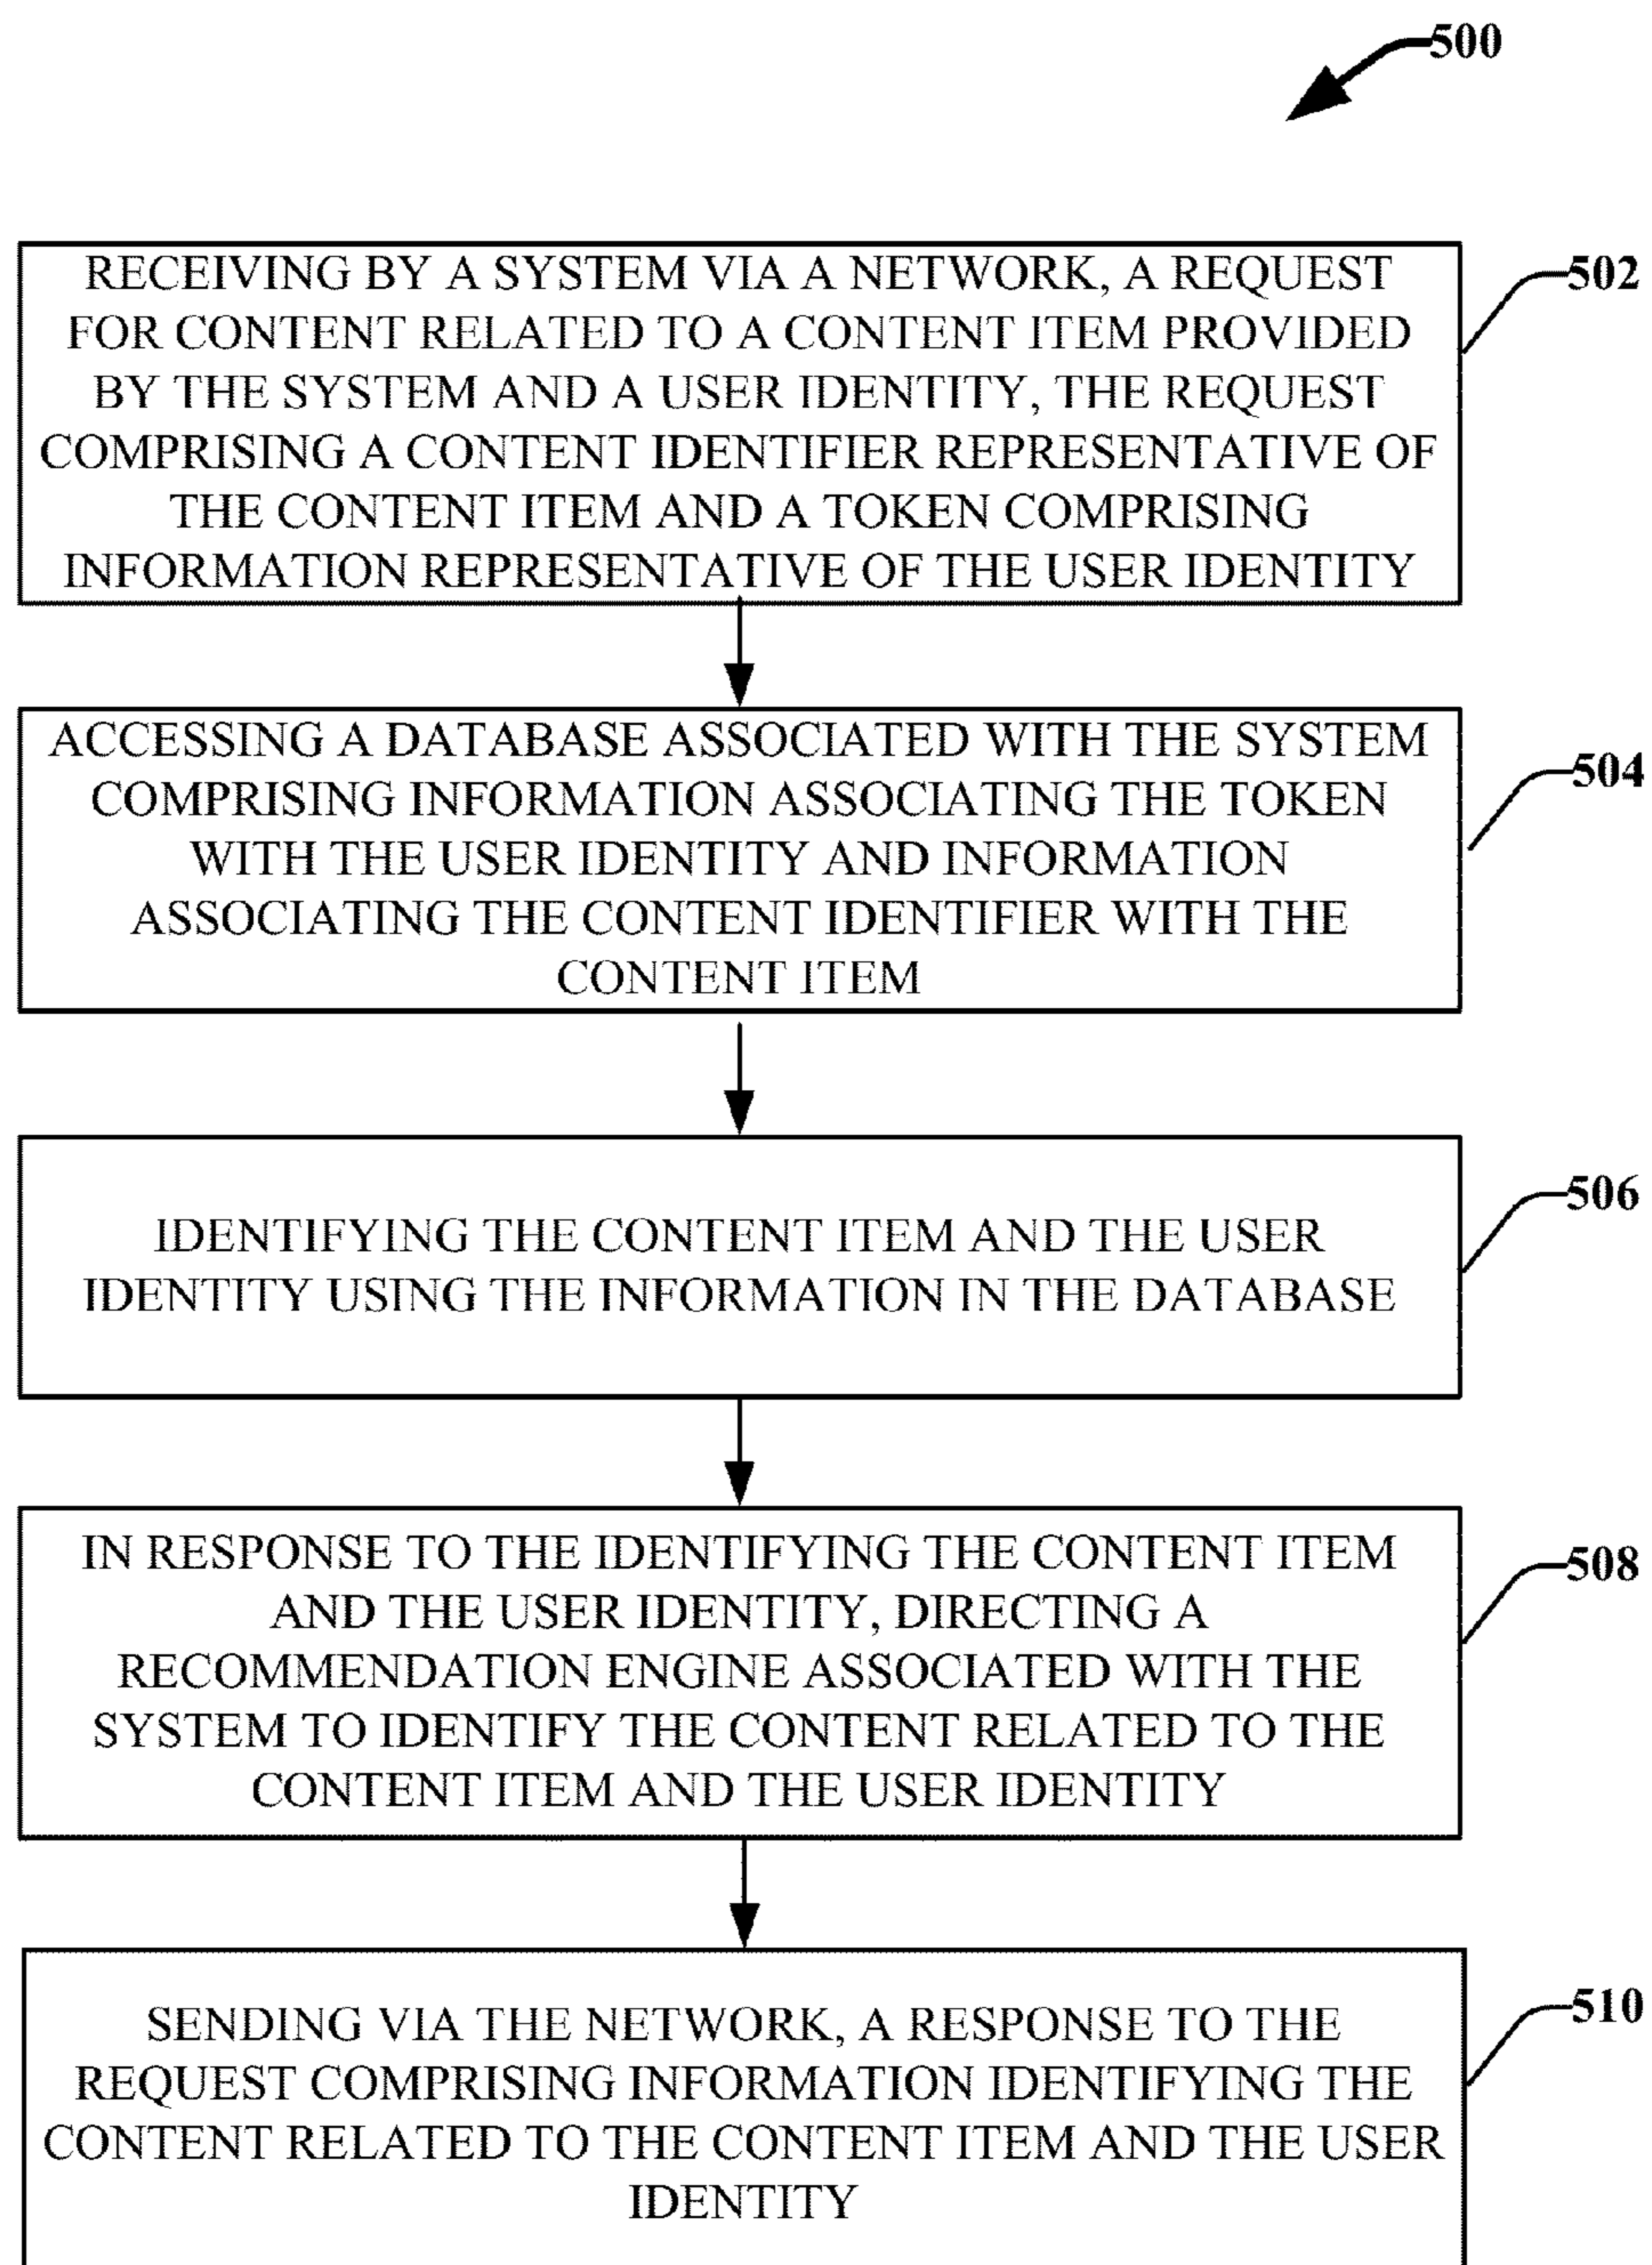 500
RECEIVING BY A SYSTEM VIA A NETWORK, A REQUEST
FOR CONTENT RELATED TO A CONTENT ITEM PROVIDED
BY THE SYSTEM AND A USER IDENTITY, THE REQUEST
COMPRISING A CONTENT IDENTIFIER REPRESENTATIVE OF
THE CONTENT ITEM AND A TOKEN COMPRISING
INFORMATION REPRESENTATIVE OF THE USER IDENTITY
502
ACCESSING A DATABASE ASSOCIATED WITH THE SYSTEM
COMPRISING INFORMATION ASSOCIATING THE TOKEN
WITH THE USER IDENTITY AND INFORMATION
ASSOCIATING THE CONTENT IDENTIFIER WITH THE
CONTENT ITEM
504
IDENTIFYING THE CONTENT ITEM AND THE USER
IDENTITY USING THE INFORMATION IN THE DATABASE
506
IN RESPONSE TO THE IDENTIFYING THE CONTENT ITEM
AND THE USER IDENTITY, DIRECTING A
RECOMMENDATION ENGINE ASSOCIATED WITH THE
SYSTEM TO IDENTIFY THE CONTENT RELATED TO THE
CONTENT ITEM AND THE USER IDENTITY
508
SENDING VIA THE NETWORK, A RESPONSE TO THE
REQUEST COMPRISING INFORMATION IDENTIFYING THE
CONTENT RELATED TO THE CONTENT ITEM AND THE USER
IDENTITY
510